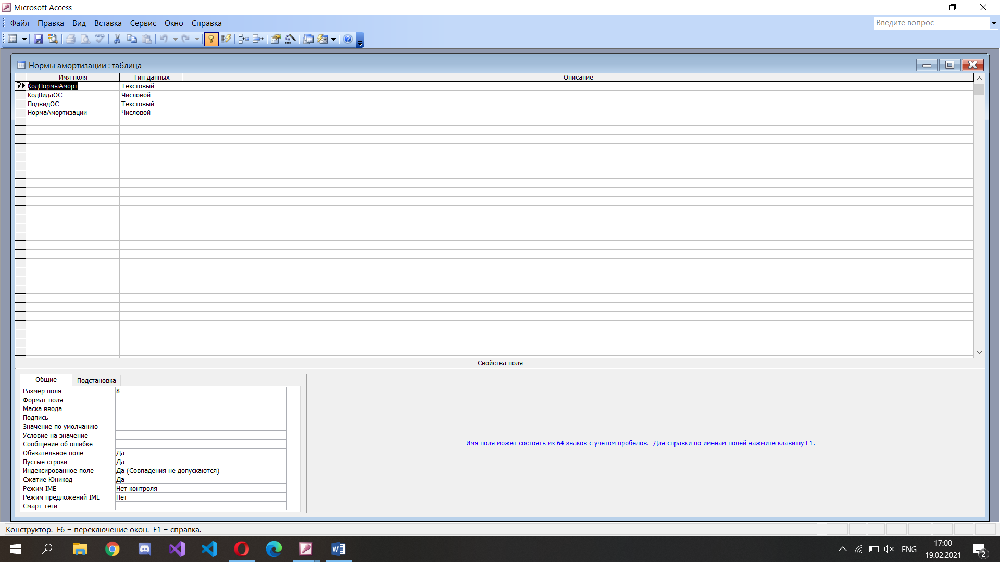 Microsoft Access
Файл Правка Вид Вставка Сервис Окно Справка Введите вопрос
Нормы амортизации : таблица
Имя поля Тип данных Описание
КодНормыАморт Текстовый
КодВидаОС Числовой
ПодвидОС Текстовый
НормаАмортизации Числовой
Свойства поля
Общие Подстановка
Размер поля 8
Формат поля
Маска ввода
Подпись
Значение по умолчанию
Условие на значение
Сообщение об ошибке
Обязательное поле Да
Пустые строки Да
Индексированное поле Да (Совпадения не допускаются)
Сжатие Юникод Да
Режим IME Нет контроля
Режим предложений IME Нет
Смарт-теги
Имя поля может состоять из 64 знаков с учетом пробелов. Для справки по именам полей нажмите клавишу F1.
Конструктор. F6 = переключение окон. F1 = справка.
ENG
17:00
19.02.2021
2